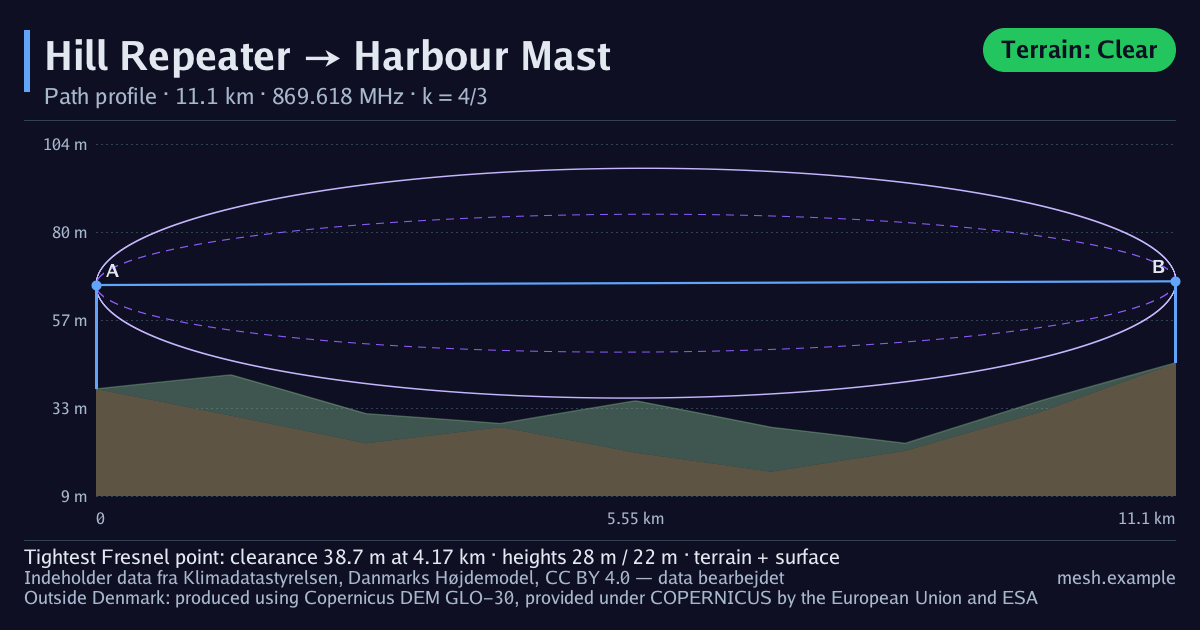 Hill Repeater → Harbour Mast
Terrain: Clear
Path profile · 11.1 km · 869.618 MHz · k = 4/3
104 m
80 m
57 m
33 m
9 m
A
B
0
5.55 km
11.1 km
Tightest Fresnel point: clearance 38.7 m at 4.17 km · heights 28 m / 22 m · terrain + surface
Indeholder data fra Klimadatastyrelsen, Danmarks Højdemodel, CC BY 4.0 — data bearbejdet
mesh.example
Outside Denmark: produced using Copernicus DEM GLO-30, provided under COPERNICUS by the European Union and ESA